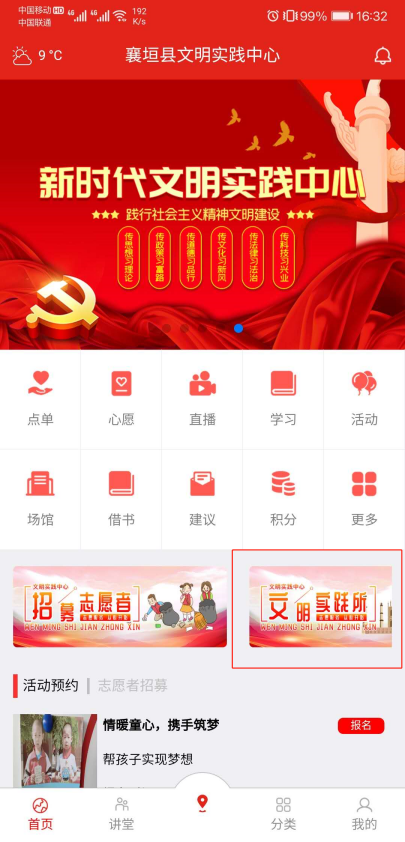 中国移动 HD 4G 4G 192 K/s 99% 16:32
中国联通
9 °C 襄垣县文明实践中心
新时代文明实践中心
★★★ 践行社会主义精神文明建设 ★★★
传思想习理论
传政策习富路
传道德习品行
传文化习新风
传法律习法治
传科技习兴业
点单 心愿 直播 学习 活动
场馆 借书 建议 积分 更多
文明实践中心
招募志愿者
WEN MING SHI JIAN ZHONG XIN
文明实践中心
文明实践所
WEN MING SHI JIAN ZHONG XIN
活动预约 志愿者招募
情暖童心，携手筑梦 报名
帮孩子实现梦想
首页 讲堂 分类 我的